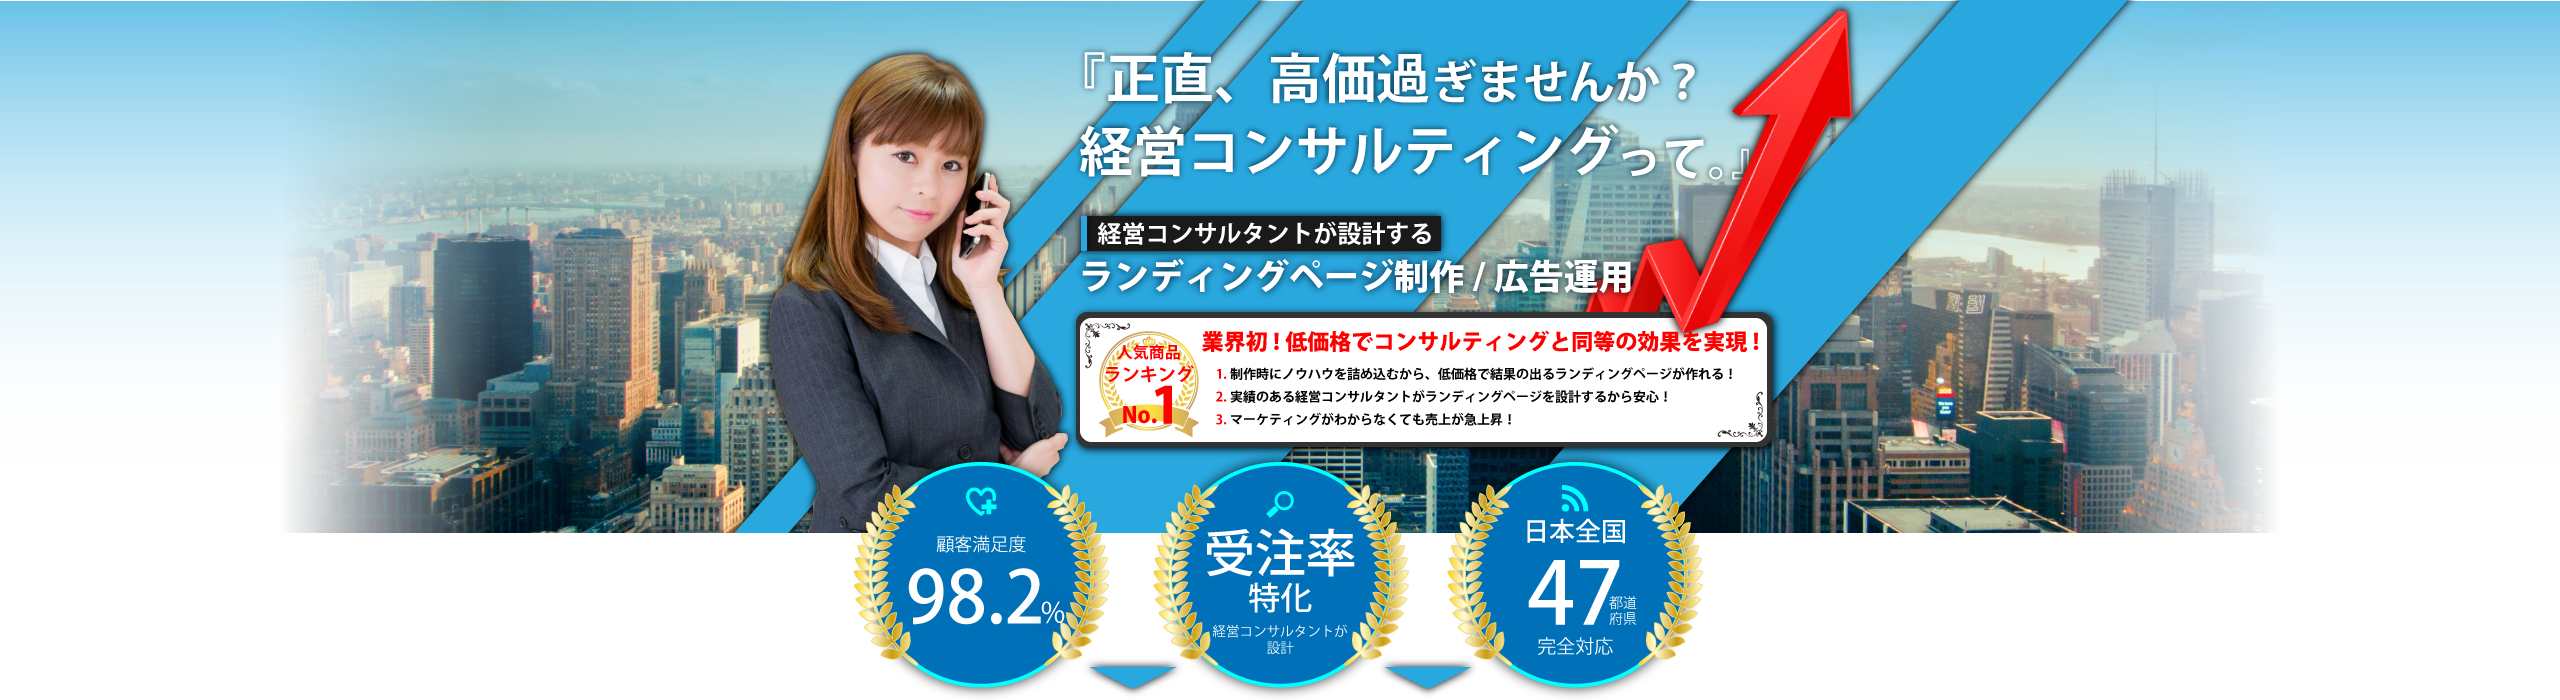 『正直、高価過ぎませんか？
経営コンサルティングって。』
経営コンサルタントが設計する
ランディングページ制作 / 広告運用
人気商品
ランキング
No.1
業界初！低価格でコンサルティングと同等の効果を実現！
1. 制作時にノウハウを詰め込むから、低価格で結果の出るランディングページが作れる！
2. 実績のある経営コンサルタントがランディングページを設計するから安心！
3. マーケティングがわからなくても売上が急上昇！
顧客満足度
98.2%
受注率
特化
経営コンサルタントが
設計
日本全国
47都道
府県
完全対応